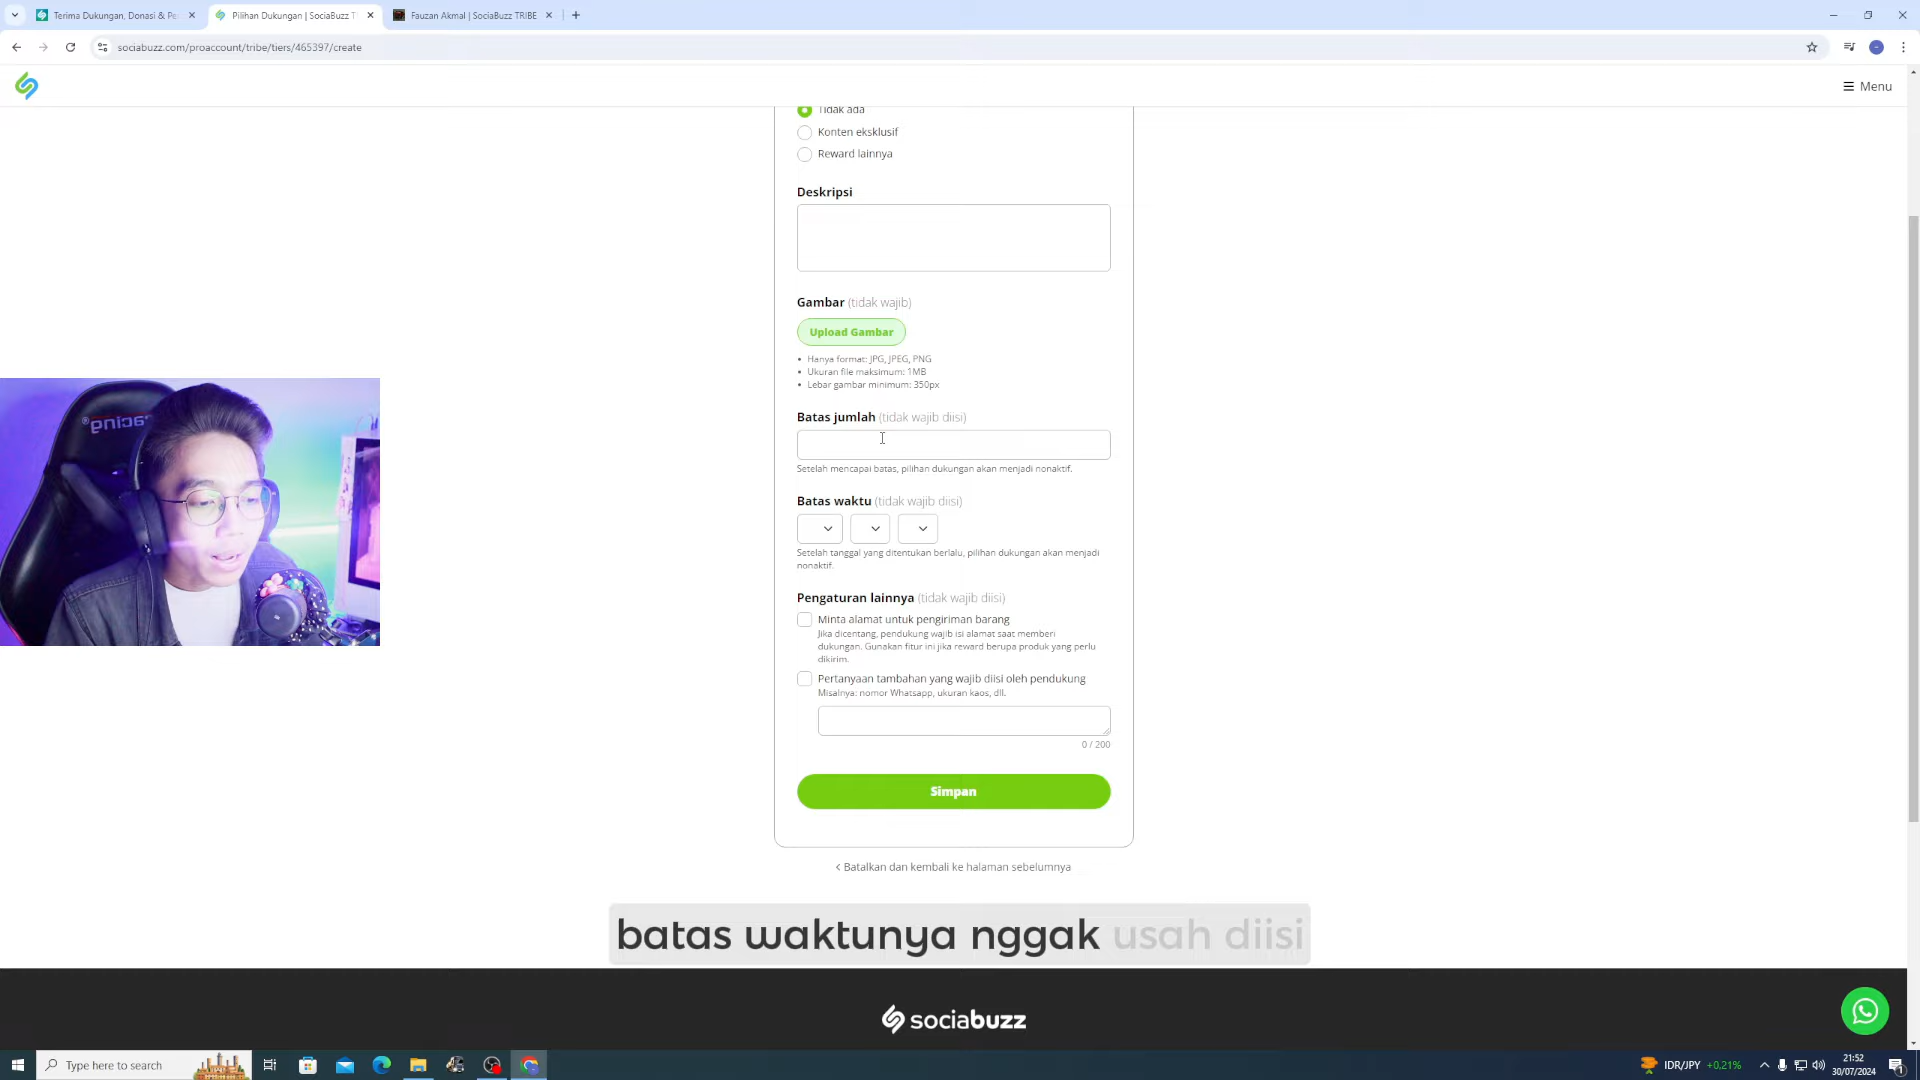 Terima Dukungan, Donasi & Pe
Pilihan Dukungan | SociaBuzz T
Fauzan Akmal | SociaBuzz TRIBE
sociabuzz.com/proaccount/tribe/tiers/465397/create
Menu
Tidak ada
Konten eksklusif
Reward lainnya
Deskripsi
Gambar (tidak wajib)
Upload Gambar
• Hanya format: JPG, JPEG, PNG
• Ukuran file maksimum: 1MB
• Lebar gambar minimum: 350px
Batas jumlah (tidak wajib diisi)
Setelah mencapai batas, pilihan dukungan akan menjadi nonaktif.
Batas waktu (tidak wajib diisi)
Setelah tanggal yang ditentukan berlalu, pilihan dukungan akan menjadi
nonaktif.
Pengaturan lainnya (tidak wajib diisi)
Minta alamat untuk pengiriman barang
Jika dicentang, pendukung wajib isi alamat saat memberi
dukungan. Gunakan fitur ini jika reward berupa produk yang perlu
dikirim.
Pertanyaan tambahan yang wajib diisi oleh pendukung
Misalnya: nomor Whatsapp, ukuran kaos, dll.
0 / 200
Simpan
< Batalkan dan kembali ke halaman sebelumnya
batas waktunya nggak usah diisi
sociabuzz
Type here to search
IDR/JPY +0,21%
21:52
30/07/2024